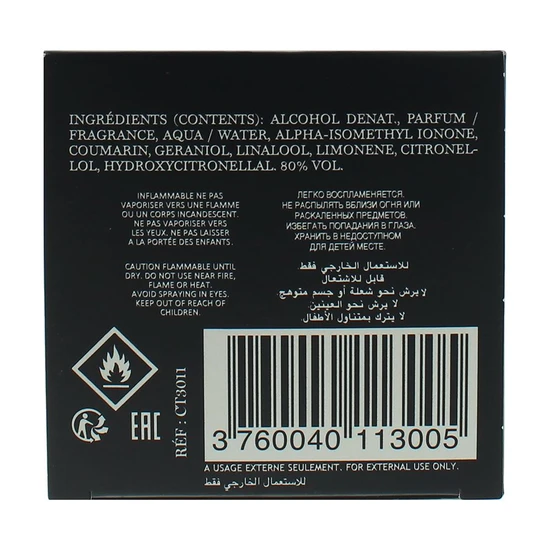 INGRÉDIENTS (CONTENTS): ALCOHOL DENAT., PARFUM /
FRAGRANCE, AQUA / WATER, ALPHA-ISOMETHYL IONONE,
COUMARIN, GERANIOL, LINALOOL, LIMONENE, CITRONEL-
LOL, HYDROXYCITRONELLAL. 80% VOL.
INFLAMMABLE NE PAS
VAPORISER VERS UNE FLAMME
OU UN CORPS INCANDESCENT.
NE PAS VAPORISER VERS
LES YEUX. NE PAS LAISSER
A LA PORTÉE DES ENFANTS.
CAUTION FLAMMABLE UNTIL
DRY. DO NOT USE NEAR FIRE,
FLAME OR HEAT.
AVOID SPRAYING IN EYES.
KEEP OUT OF REACH OF
CHILDREN.
ЛЕГКО ВОСПЛАМЕНЯЕТСЯ.
НЕ РАСПЫЛЯТЬ ВБЛИЗИ ОГНЯ ИЛИ
РАСКАЛЕННЫХ ПРЕДМЕТОВ.
ИЗБЕГАТЬ ПОПАДАНИЯ В ГЛАЗА.
ХРАНИТЬ В НЕДОСТУПНОМ
ДЛЯ ДЕТЕЙ МЕСТЕ.
للاستعمال الخارجي فقط
قابل للاشتعال
لا يرش نحو شعلة أو جسم متوهج.
لا يرش نحو العينين.
لا يترك بمتناول الأطفال.
EAC
RÉF : CT3011
3 760040 113005
A USAGE EXTERNE SEULEMENT. FOR EXTERNAL USE ONLY.
للاستعمال الخارجي فقط